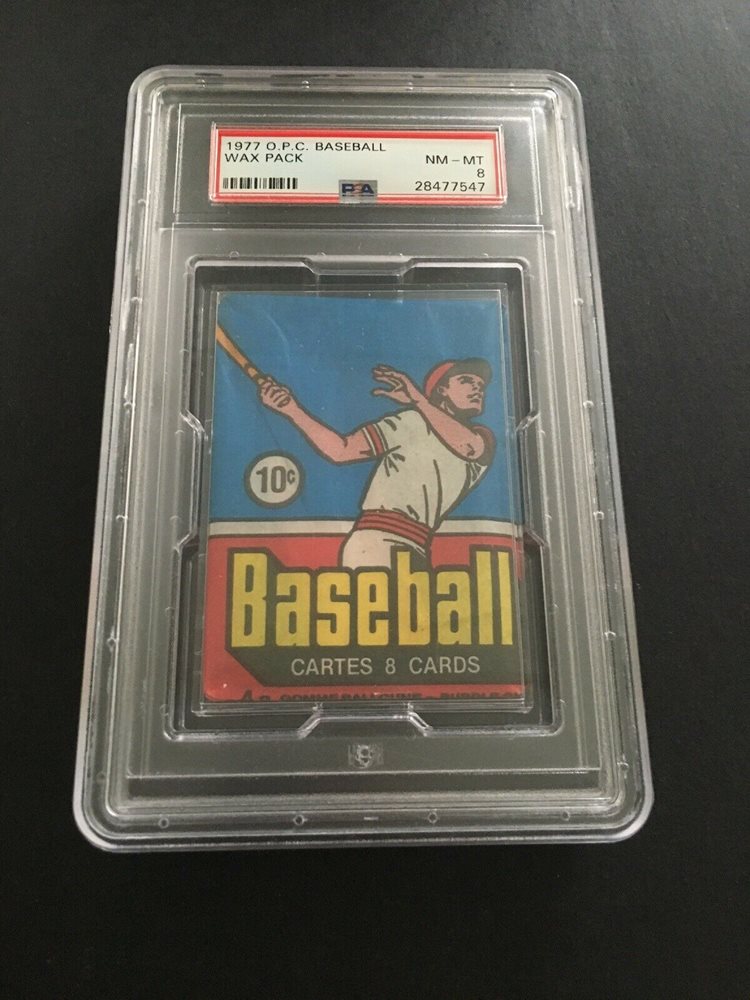 1977 O.P.C. BASEBALL
WAX PACK
NM - MT
8
PSA
28477547
10¢
Baseball
CARTES 8 CARDS